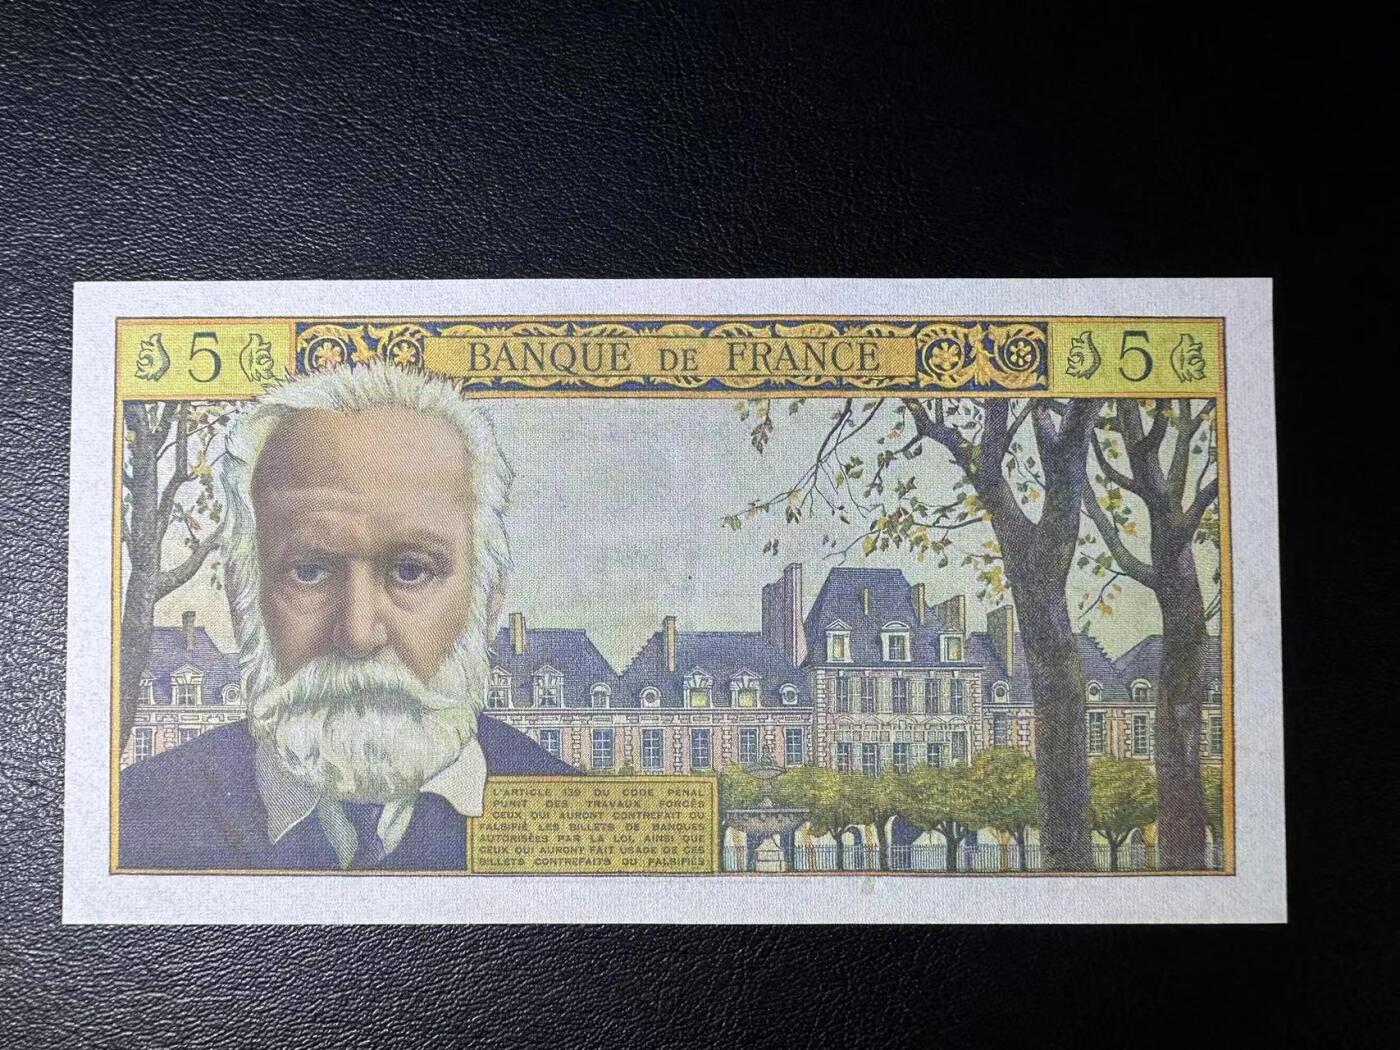 5 BANQUE DE FRANCE 5
L'ARTICLE 139 DU CODE PENAL
PUNIT DES TRAVAUX FORCÉS
CEUX QUI AURONT CONTREFAIT OU
FALSIFIÉ LES BILLETS DE BANQUES
AUTORISÉES PAR LA LOI, AINSI QUE
CEUX QUI AURONT FAIT USAGE DE CES
BILLETS CONTREFAITS OU FALSIFIÉS